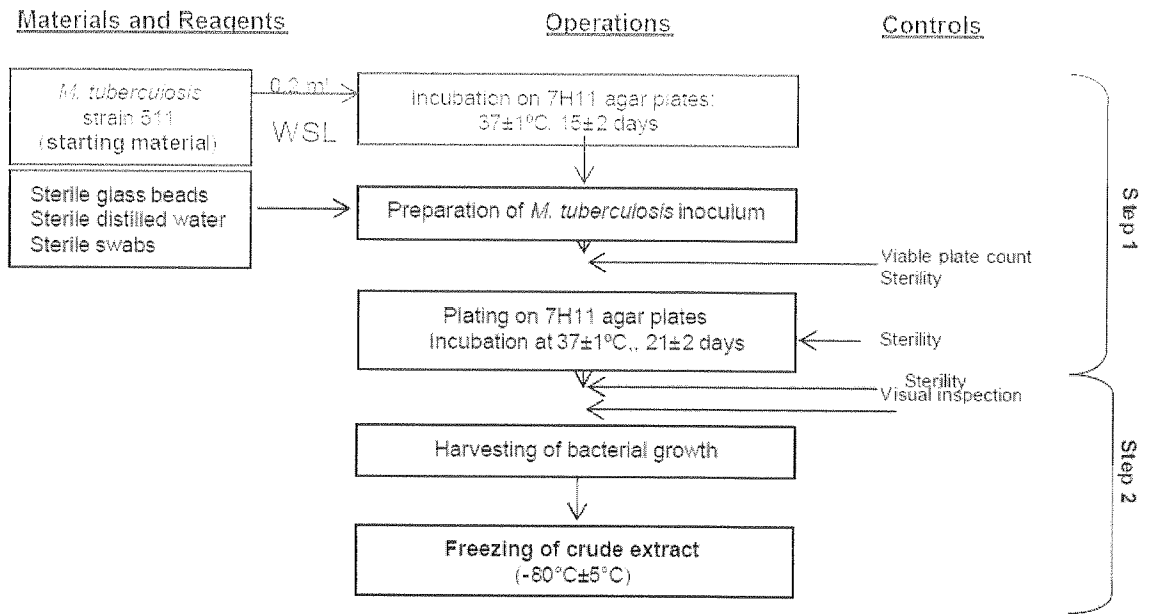 Materials and Reagents
Operations
Controls
M. tuberculosis
strain 511
(starting material)
0.2 ml
WSL
Incubation on 7H11 agar plates:
37±1ºC, 15±2 days
Sterile glass beads
Sterile distilled water
Sterile swabs
Preparation of M. tuberculosis inoculum
Viable plate count
Sterility
Plating on 7H11 agar plates
Incubation at 37±1ºC,, 21±2 days
Sterility
Step 1
Sterility
Visual inspection
Harvesting of bacterial growth
Step 2
Freezing of crude extract
(-80°C±5°C)